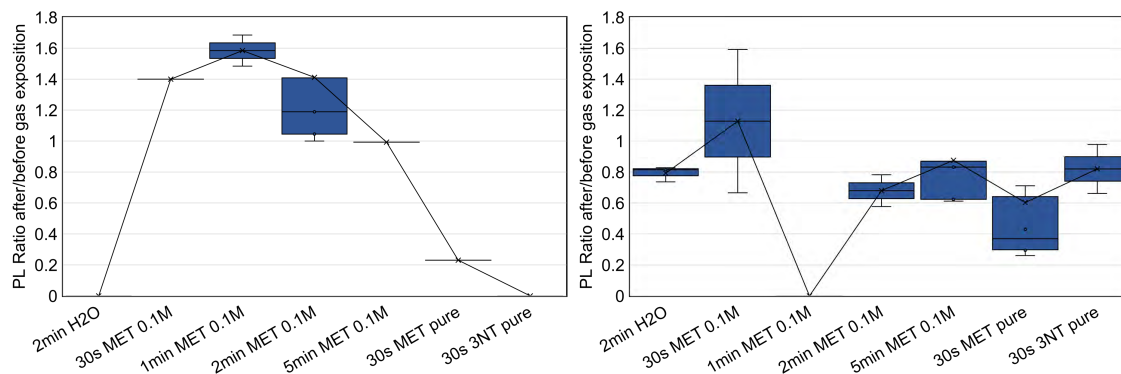 PL Ratio after/before gas exposition
1.8
1.6
1.4
1.2
1
0.8
0.6
0.4
0.2
0
2min H2O
30s MET 0.1M
1min MET 0.1M
2min MET 0.1M
5min MET 0.1M
30s MET pure
30s 3NT pure
PL Ratio after/before gas exposition
1.8
1.6
1.4
1.2
1
0.8
0.6
0.4
0.2
0
2min H2O
30s MET 0.1M
1min MET 0.1M
2min MET 0.1M
5min MET 0.1M
30s MET pure
30s 3NT pure